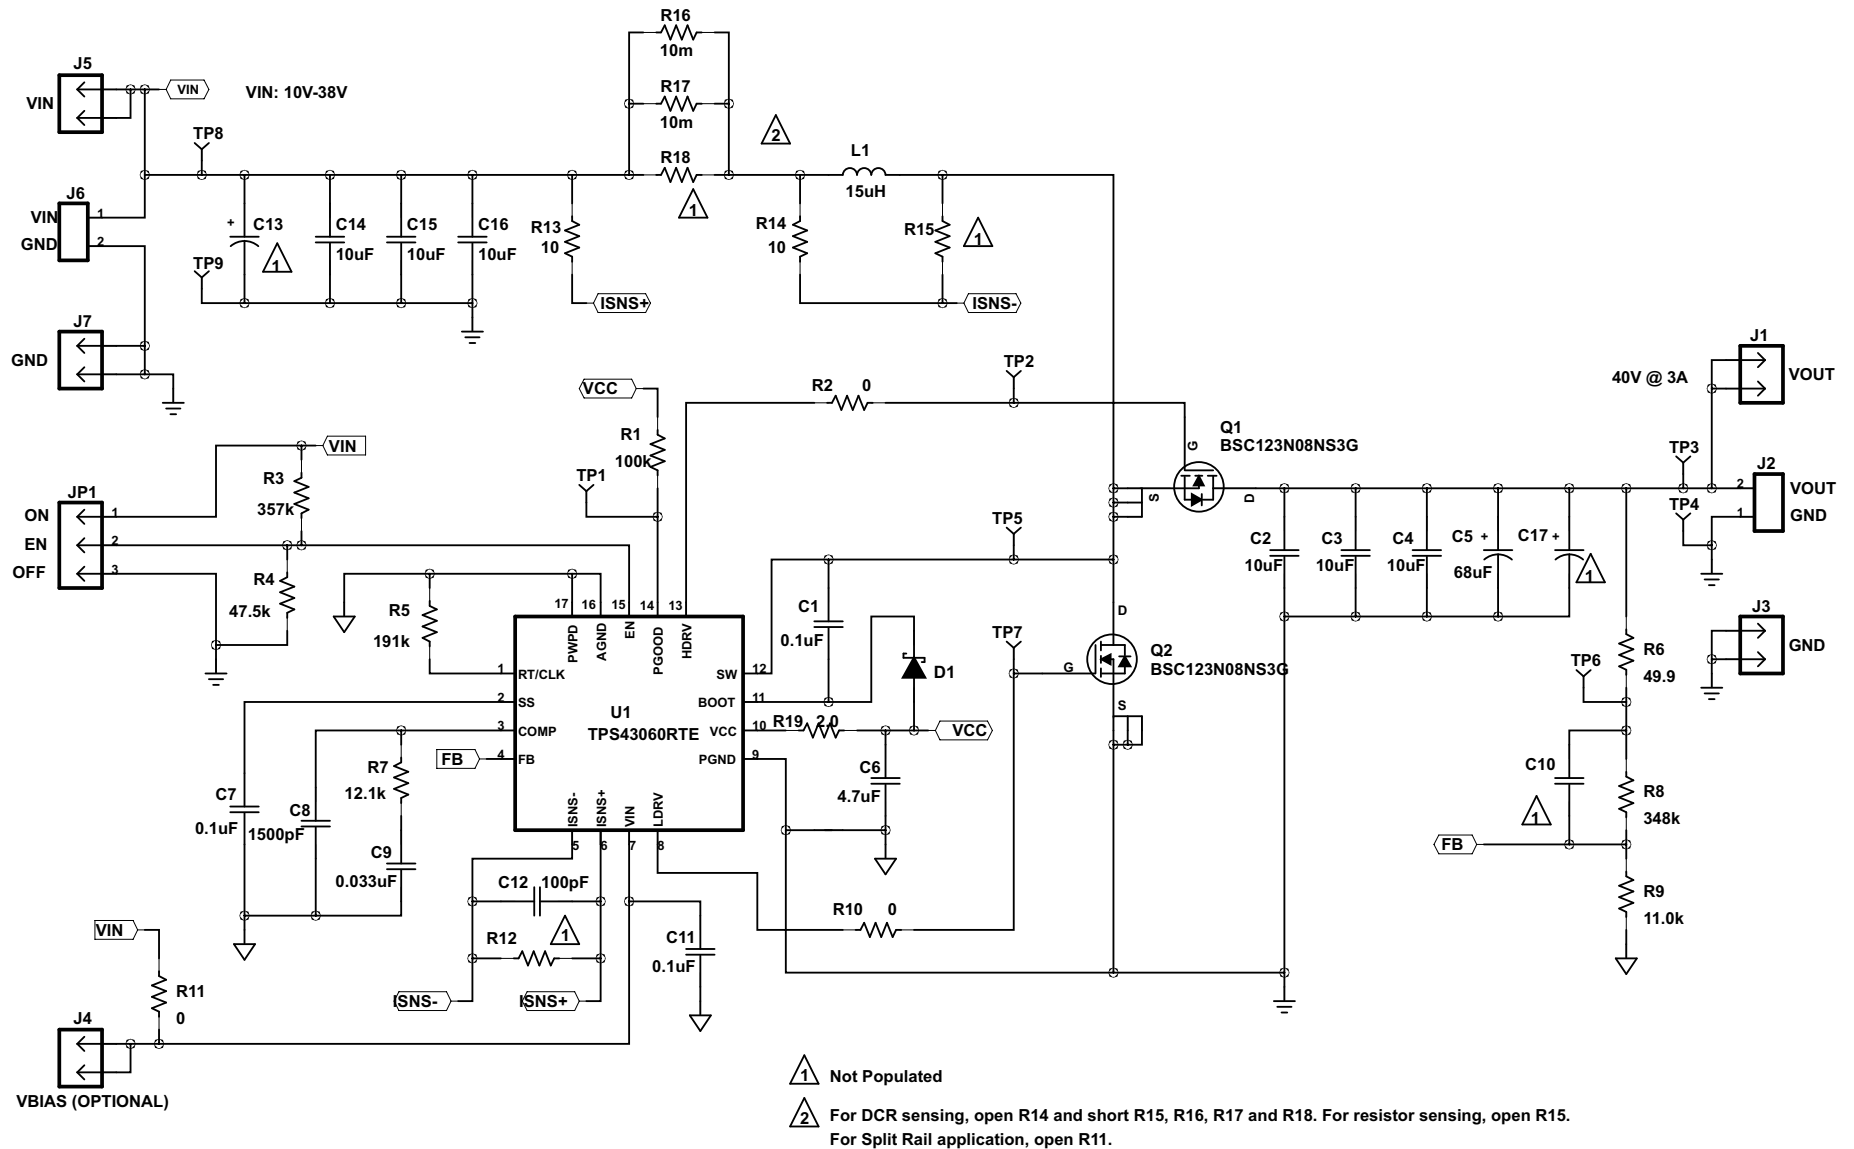 R16
10m
J5
VIN
VIN
VIN: 10V-38V
R17
10m
2
TP8
R18
1
L1
15uH
J6
VIN 1
GND 2
+ C13
1
C14
10uF
C15
10uF
C16
10uF
R13
10
R14
10
R15
1
TP9
ISNS+
ISNS-
J7
GND
TP2
J1
40V @ 3A
VOUT
VCC
R2 0
R1
100k
TP1
Q1
BSC123N08NS3G
G
S
D
TP3
J2
2 VOUT
TP4
1 GND
VIN
R3
357k
JP1
ON 1
EN 2
OFF 3
R4
47.5k
TP5
C2
10uF
C3
10uF
C4
10uF
C5 +
68uF
C17 +
1
R5
191k
17 16 15 14 13
PWPD
AGND
EN
PGOOD
HDRV
C1
0.1uF
D
TP7
G
Q2
BSC123N08NS3G
S
J3
GND
R6
49.9
TP6
1 RT/CLK
2 SS
3 COMP
4 FB
FB
U1
TPS43060RTE
SW 12
BOOT 11
VCC 10
PGND 9
D1
R19 2.0
VCC
C6
4.7uF
R7
12.1k
C7
0.1uF
C8
1500pF
C9
0.033uF
ISNS-
ISNS+
VIN
LDRV
5 6 7 8
C10
1
R8
348k
FB
R9
11.0k
C12 100pF
1
R12
R10 0
C11
0.1uF
ISNS-
ISNS+
VIN
R11
0
J4
VBIAS (OPTIONAL)
1 Not Populated
2 For DCR sensing, open R14 and short R15, R16, R17 and R18. For resistor sensing, open R15.
For Split Rail application, open R11.